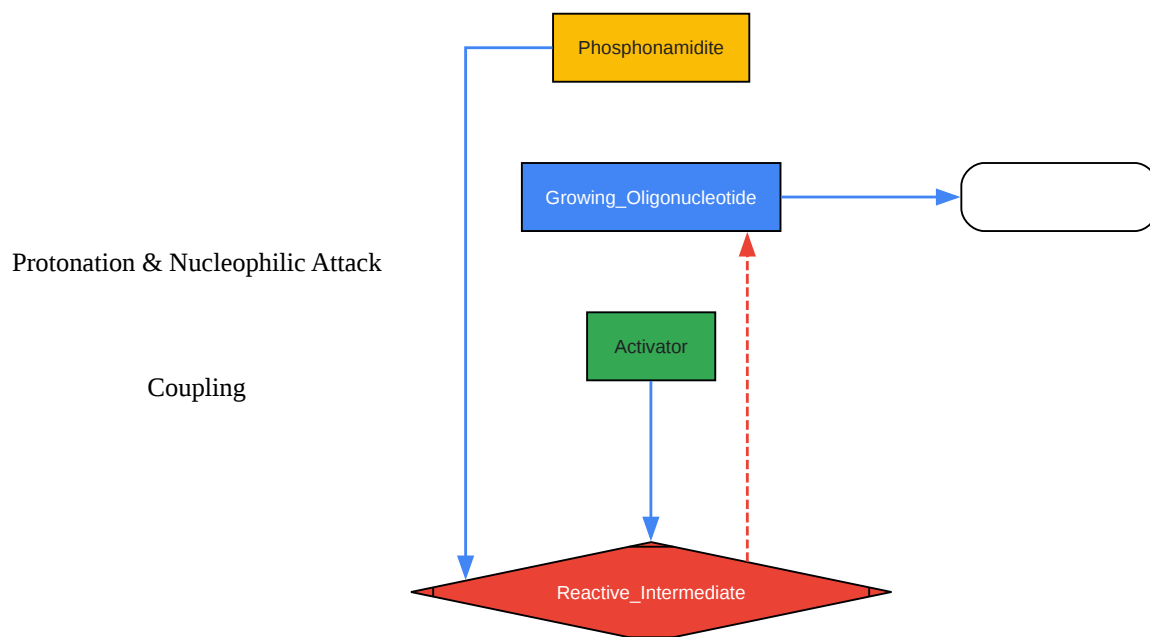 Phosphonamidite
Growing_Oligonucleotide
Protonation & Nucleophilic Attack
Activator
Coupling
Reactive_Intermediate